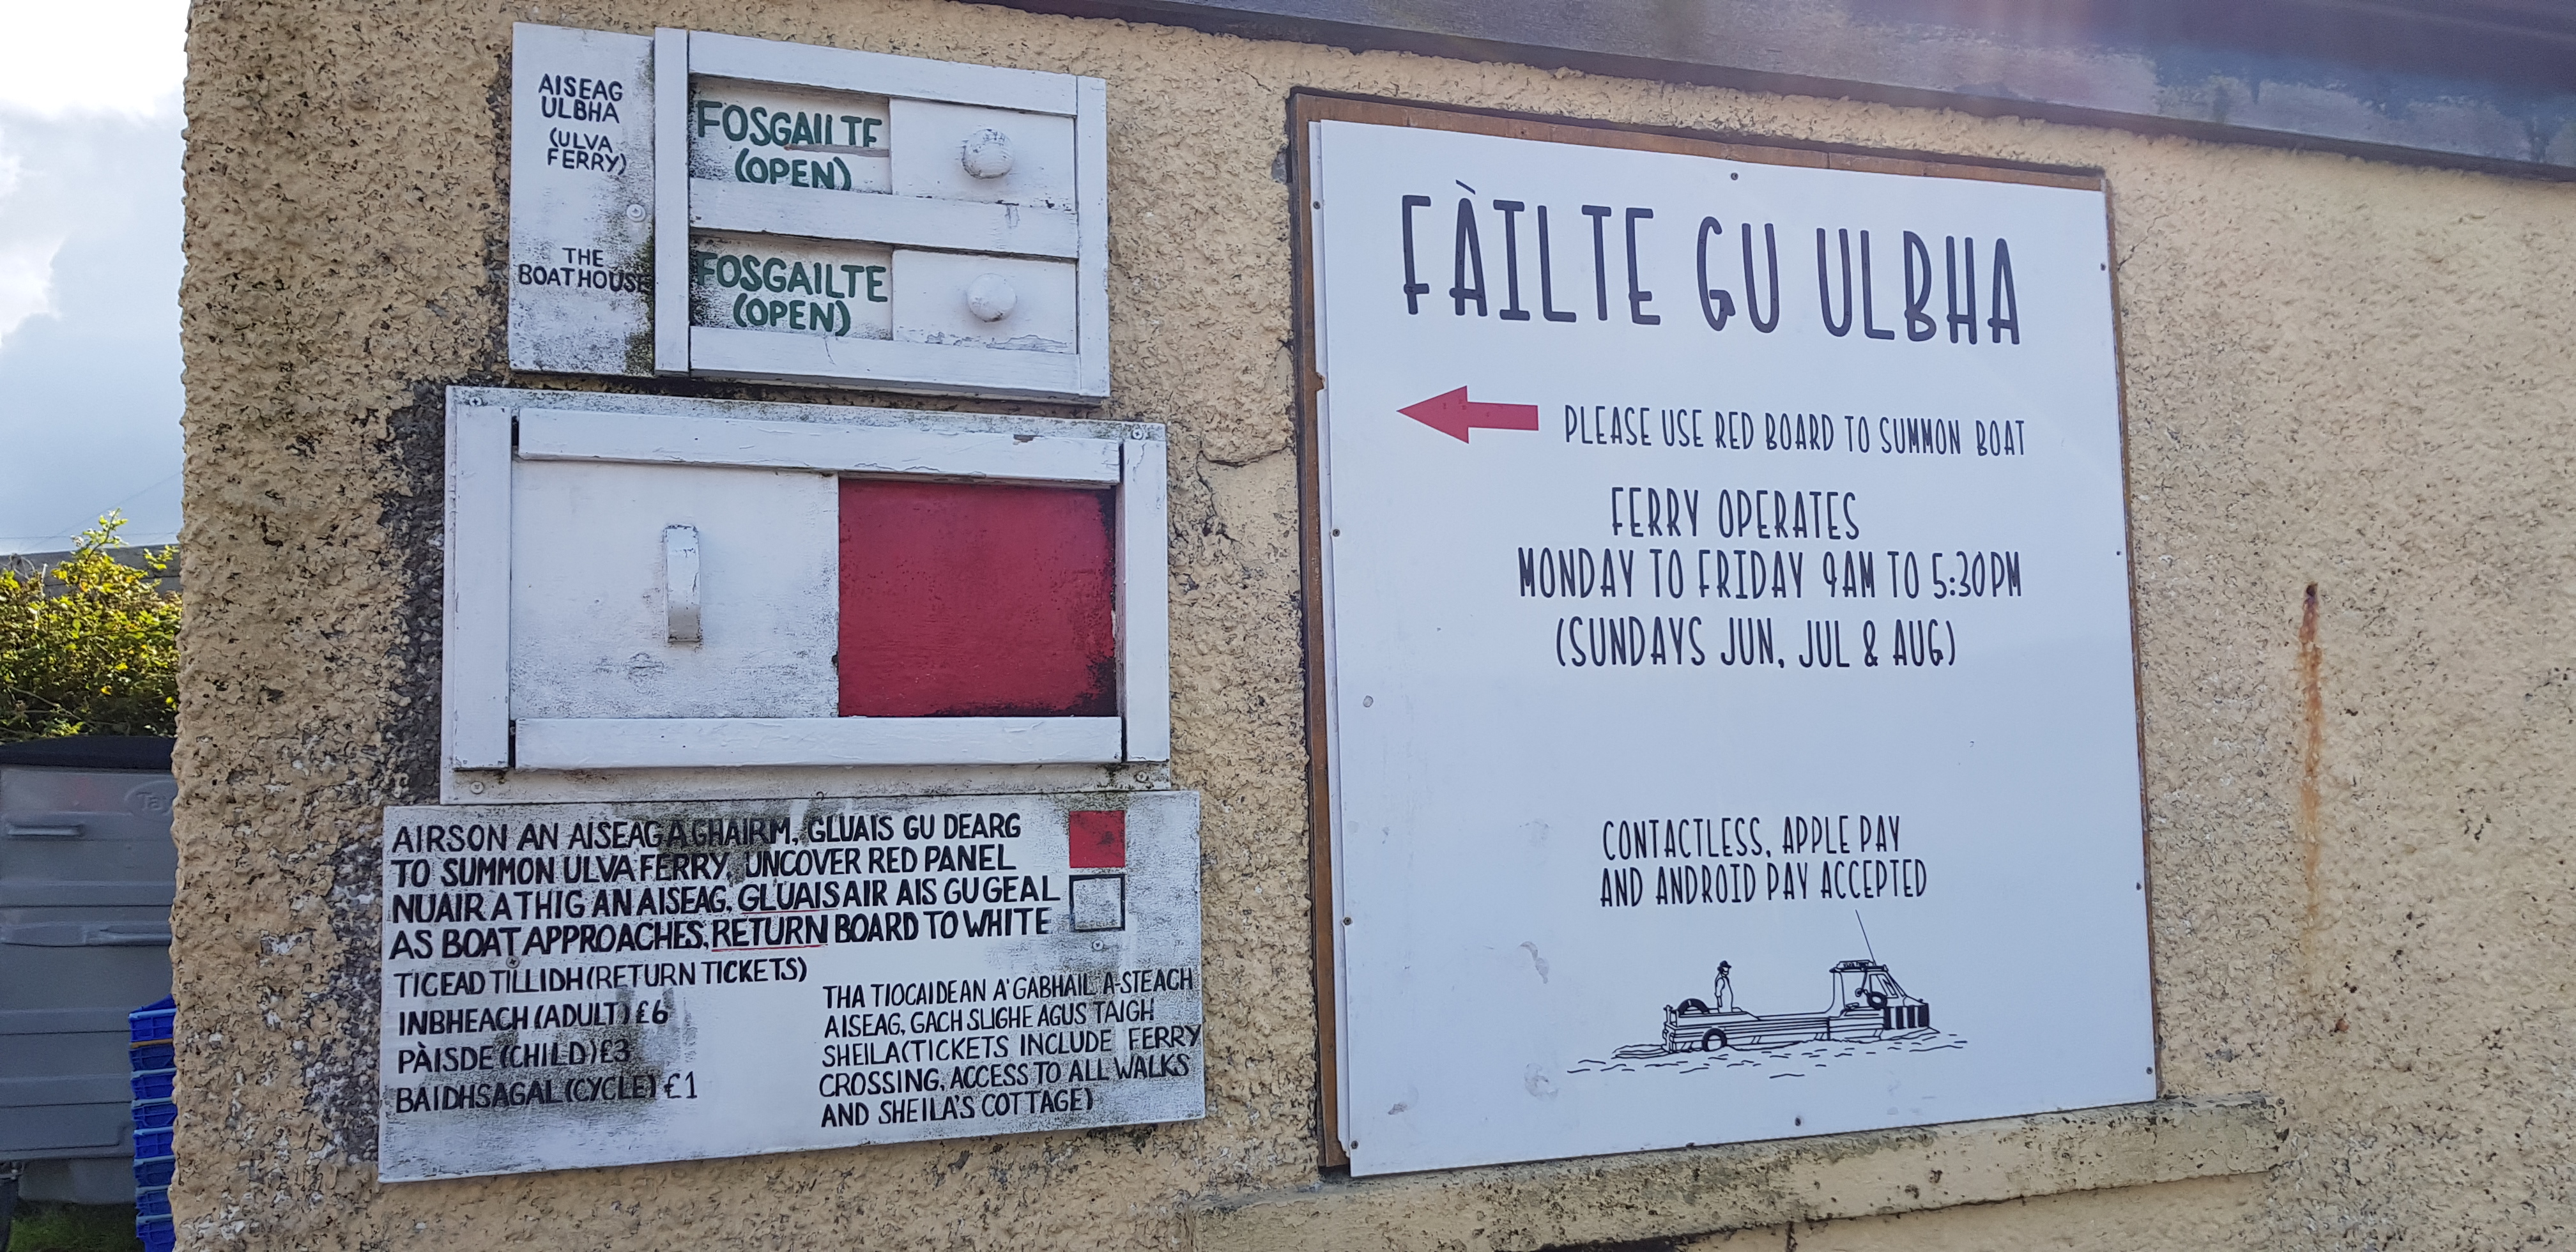 AISEAG
ULBHA
(ULVA
FERRY)
FOSGAILTE
(OPEN)
THE
BOATHOUSE
FOSGAILTE
(OPEN)
AIRSON AN AISEAG A GHAIRM, GLUAIS GU DEARG
TO SUMMON ULVA FERRY, UNCOVER RED PANEL
NUAIR A THIG AN AISEAG, GLUAIS AIR AIS GU GEAL
AS BOAT APPROACHES, RETURN BOARD TO WHITE
TICEAD TILLIDH (RETURN TICKETS)
INBHEACH (ADULT) £6
PÀISDE (CHILD) £3
BAIDHSAGAL (CYCLE) £1
THA TIOCAIDEAN A' GABHAIL A-STEACH
AISEAG, GACH SLIGHE AGUS TAIGH
SHEILA (TICKETS INCLUDE FERRY
CROSSING, ACCESS TO ALL WALKS
AND SHEILA'S COTTAGE)
FÀILTE GU ULBHA
PLEASE USE RED BOARD TO SUMMON BOAT
FERRY OPERATES
MONDAY TO FRIDAY 9AM TO 5:30PM
(SUNDAYS JUN, JUL & AUG)
CONTACTLESS, APPLE PAY
AND ANDROID PAY ACCEPTED